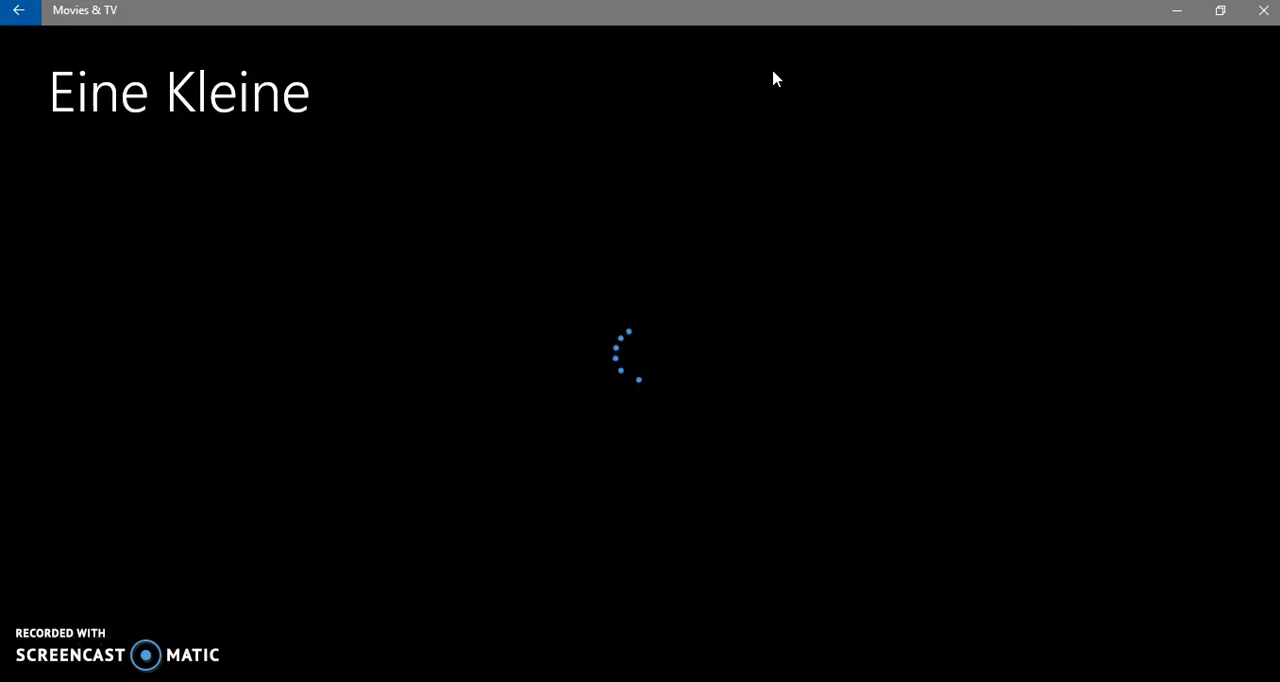 Movies & TV
Eine Kleine
RECORDED WITH
SCREENCAST MATIC